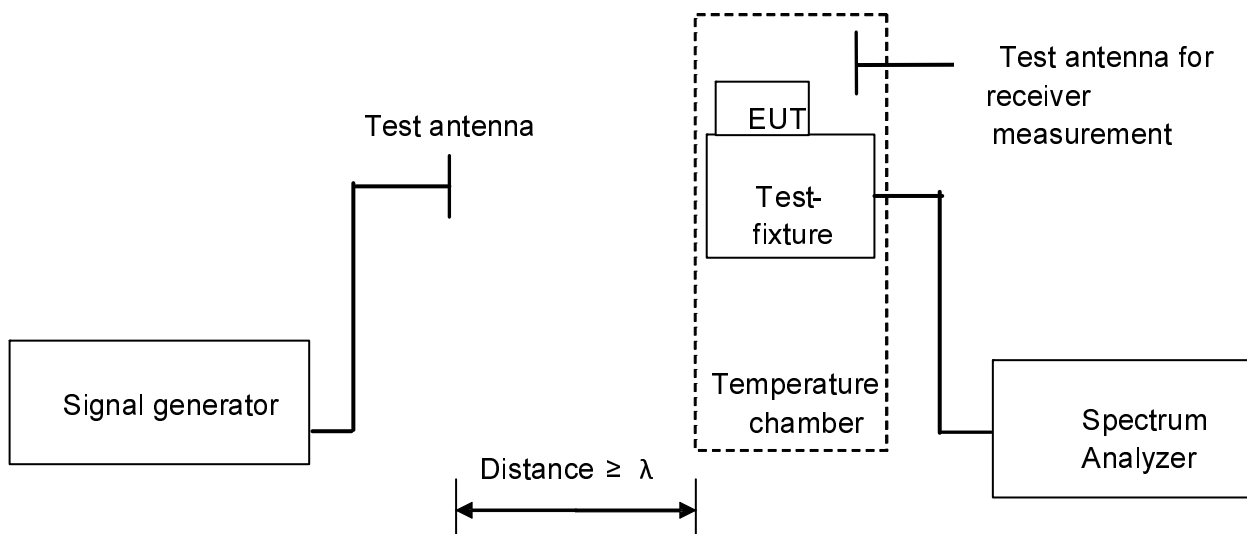 Test antenna for
receiver
measurement
EUT
Test antenna
Test-
fixture
Signal generator
Temperature
chamber
Spectrum
Analyzer
Distance ≥ λ